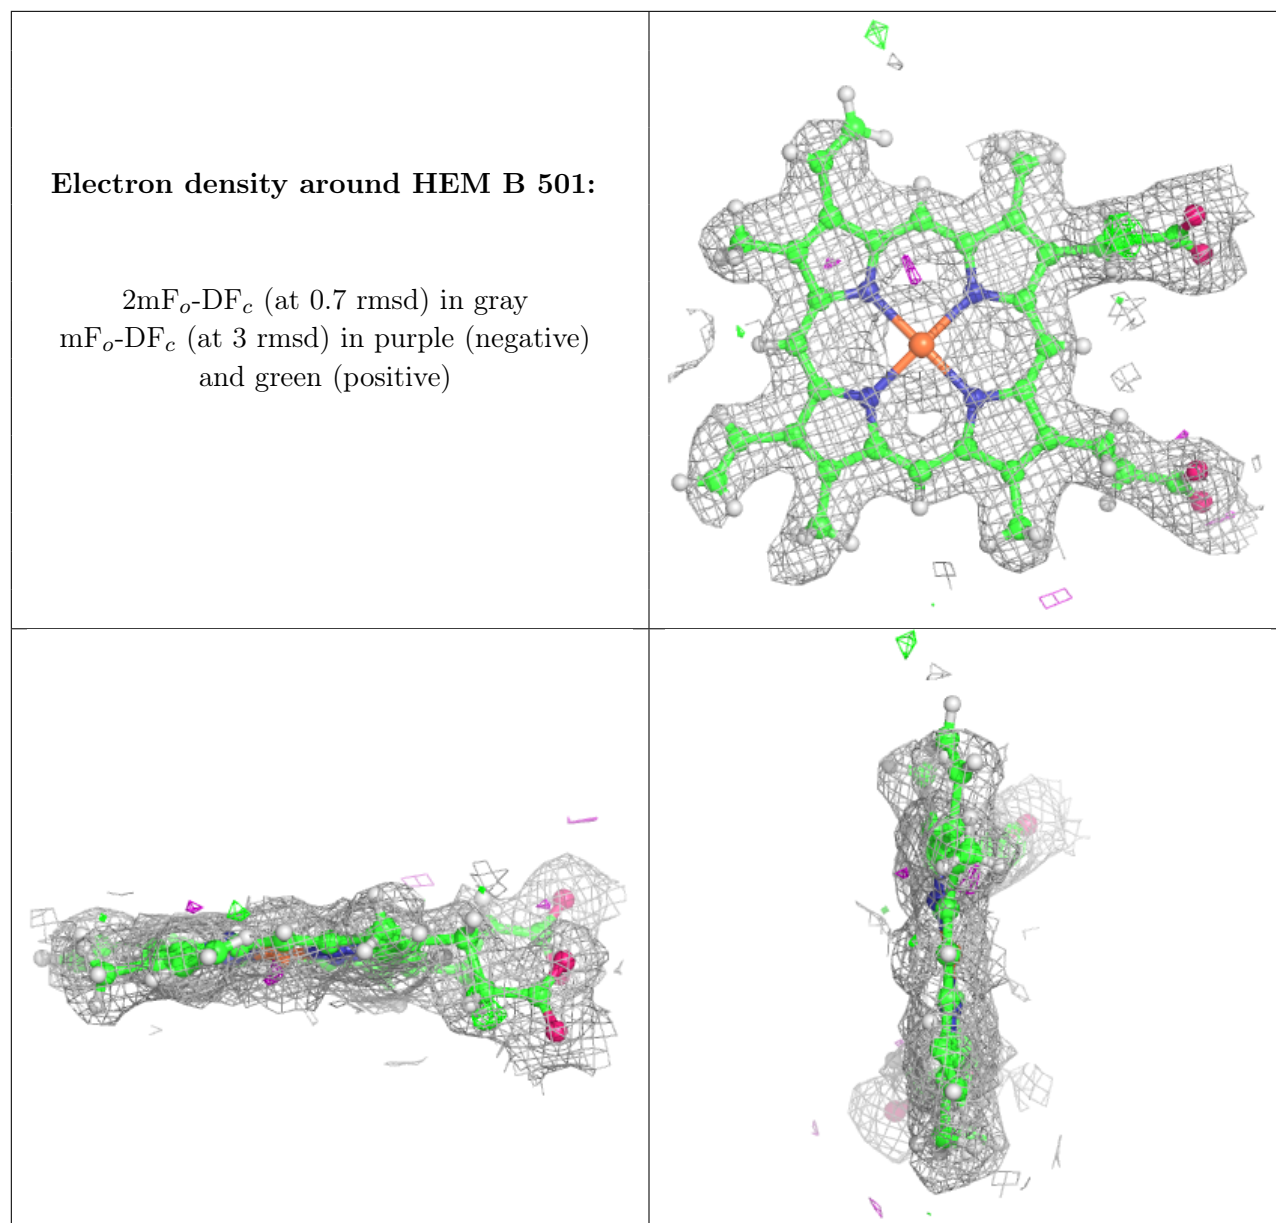 Electron density around HEM B 501:
2mFo-DFc (at 0.7 rmsd) in gray
mFo-DFc (at 3 rmsd) in purple (negative)
and green (positive)